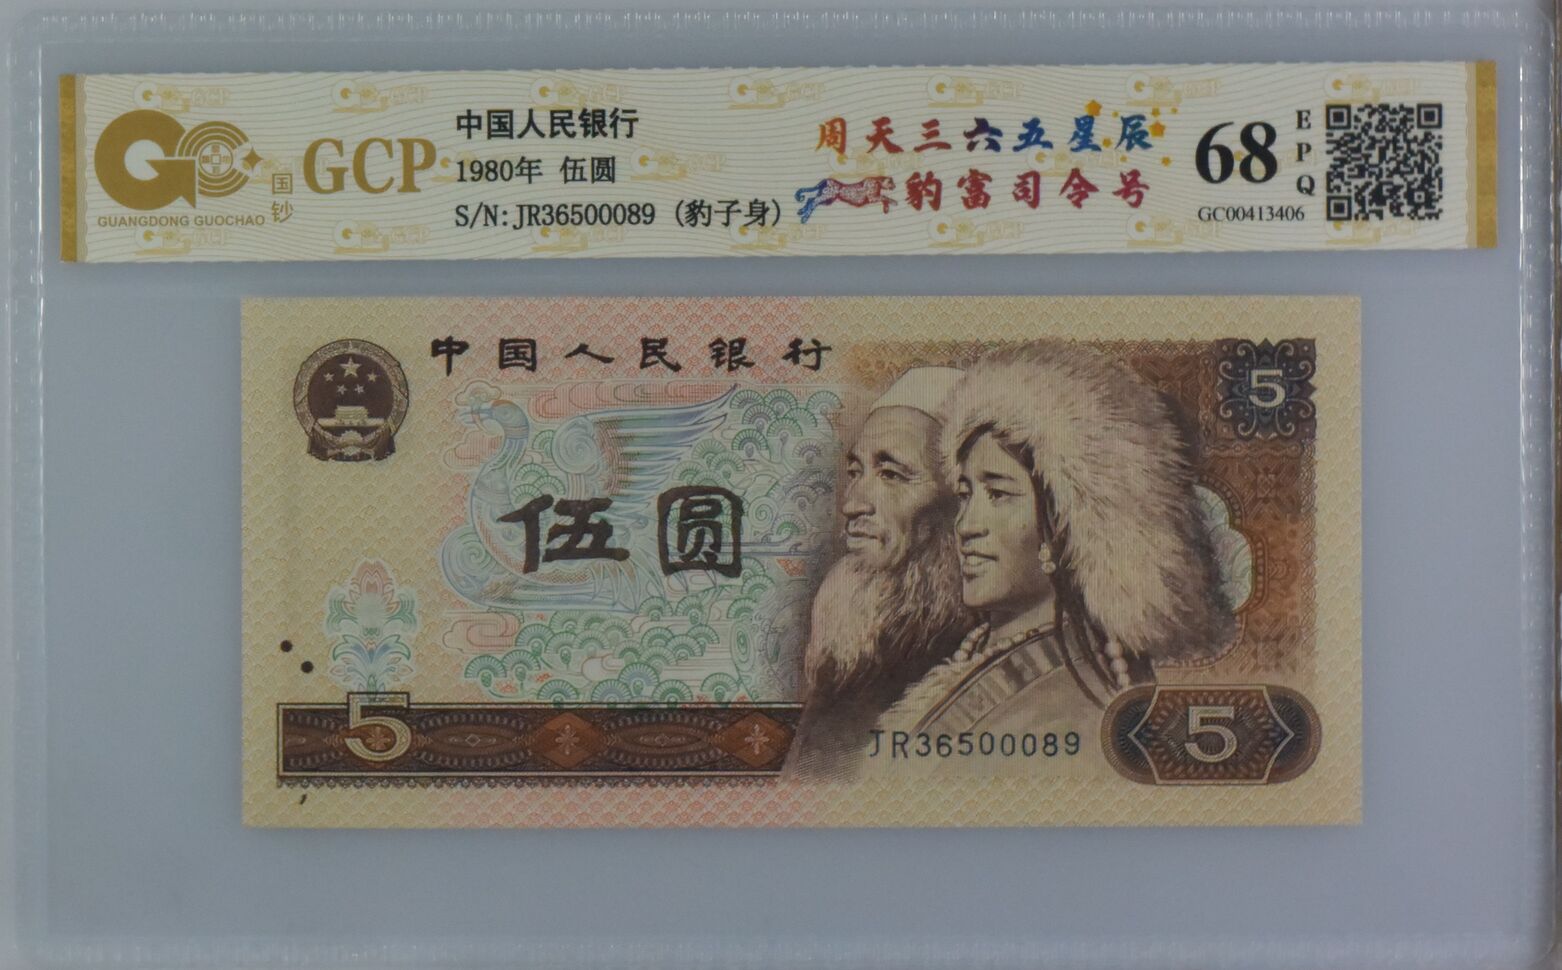 GUANGDONG GUOCHAO
国钞
GCP
中国人民银行
1980年 伍圆
S/N:JR36500089 (豹子身)
周天三六五星辰
豹富司令号
68
EPQ
GC00413406
中国人民银行
5
伍圆
5
JR36500089
5